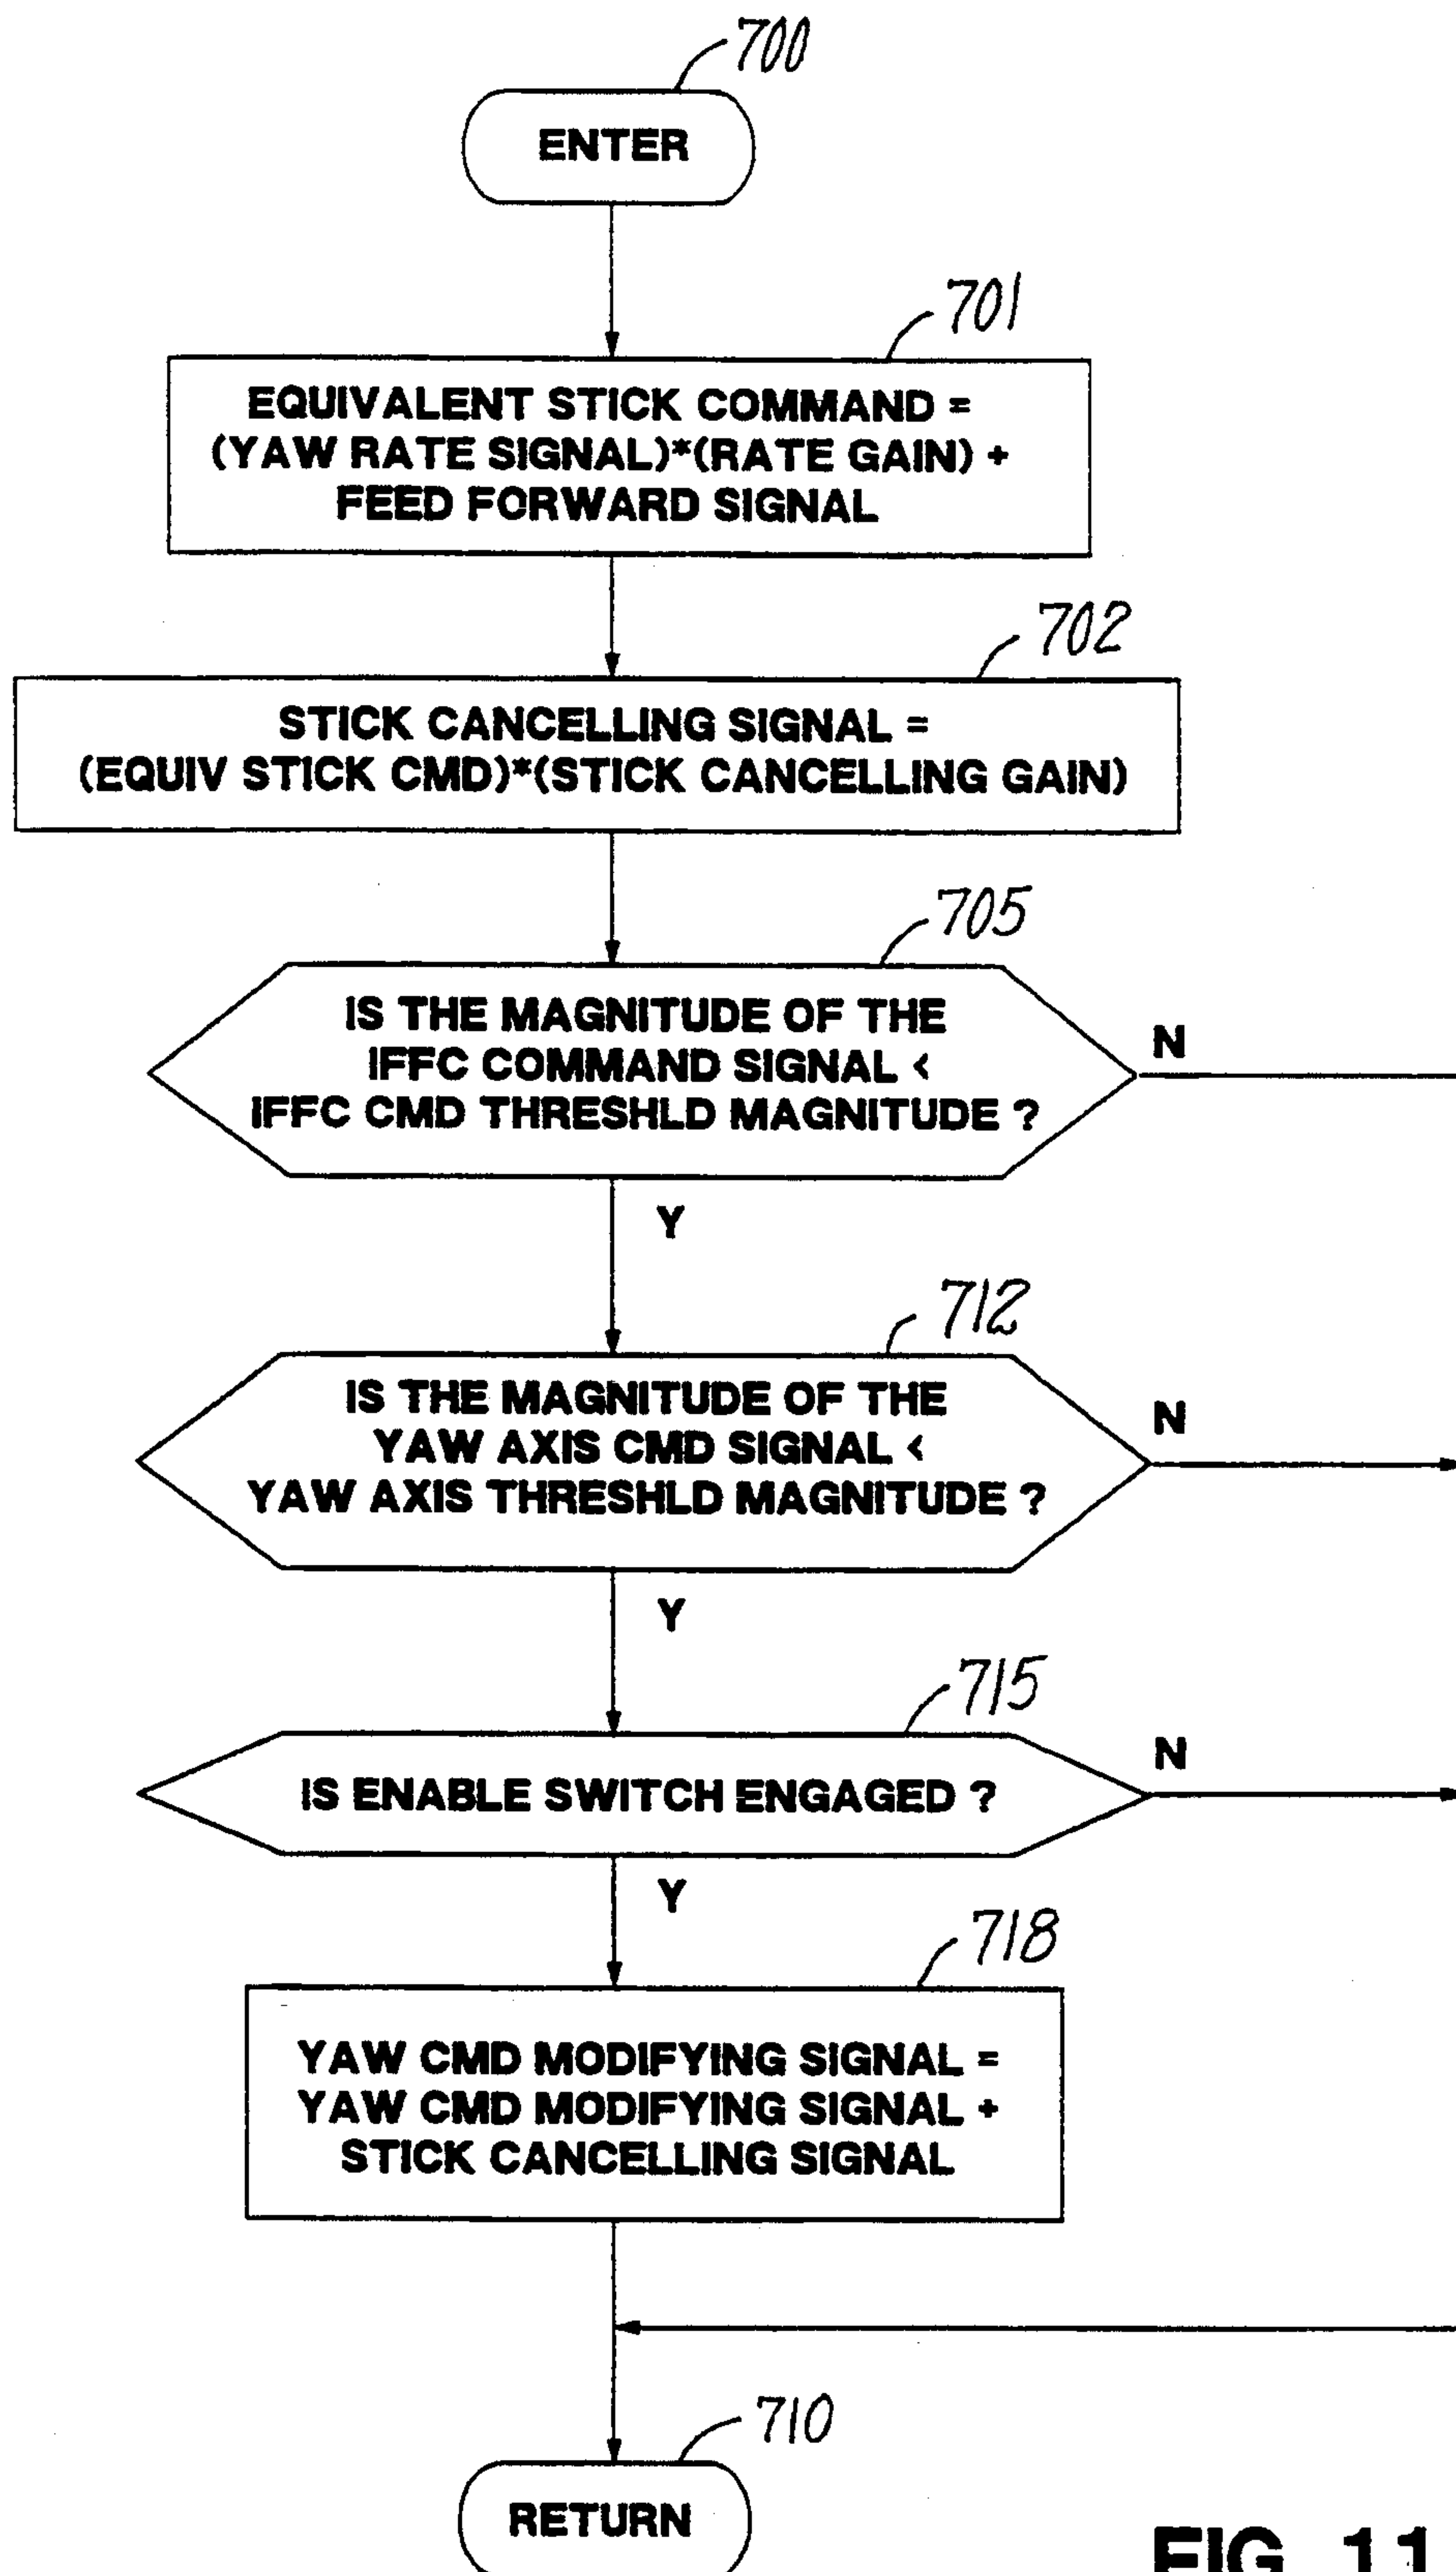 700
ENTER
701
EQUIVALENT STICK COMMAND =
(YAW RATE SIGNAL)*(RATE GAIN) +
FEED FORWARD SIGNAL
702
STICK CANCELLING SIGNAL =
(EQUIV STICK CMD)*(STICK CANCELLING GAIN)
705
IS THE MAGNITUDE OF THE
IFFC COMMAND SIGNAL <
IFFC CMD THRESHLD MAGNITUDE ?
N
Y
712
IS THE MAGNITUDE OF THE
YAW AXIS CMD SIGNAL <
YAW AXIS THRESHLD MAGNITUDE ?
N
Y
715
IS ENABLE SWITCH ENGAGED ?
N
Y
718
YAW CMD MODIFYING SIGNAL =
YAW CMD MODIFYING SIGNAL +
STICK CANCELLING SIGNAL
710
RETURN
FIG. 11